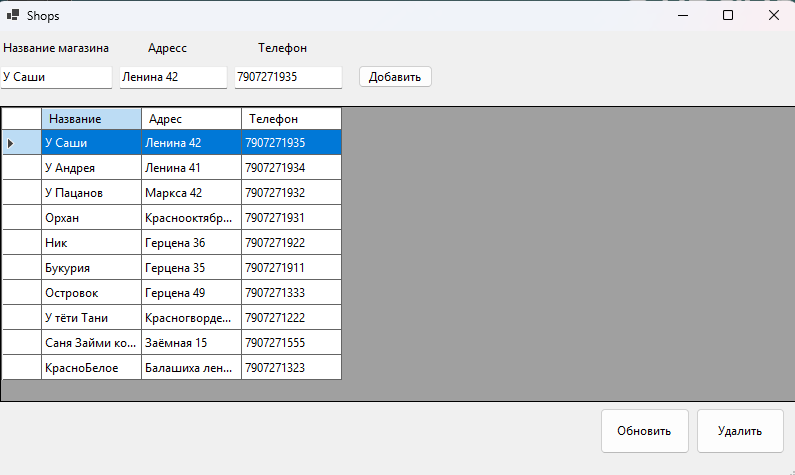 Shops
Название магазина Адресс Телефон
У Саши Ленина 42 7907271935 Добавить
Название Адрес Телефон
У Саши Ленина 42 7907271935
У Андрея Ленина 41 7907271934
У Пацанов Маркса 42 7907271932
Орхан Краснооктябр... 7907271931
Ник Герцена 36 7907271922
Букурия Герцена 35 7907271911
Островок Герцена 49 7907271333
У тёти Тани Красногворде... 7907271222
Саня Займи ко... Заёмная 15 7907271555
КрасноБелое Балашиха лен... 7907271323
Обновить Удалить